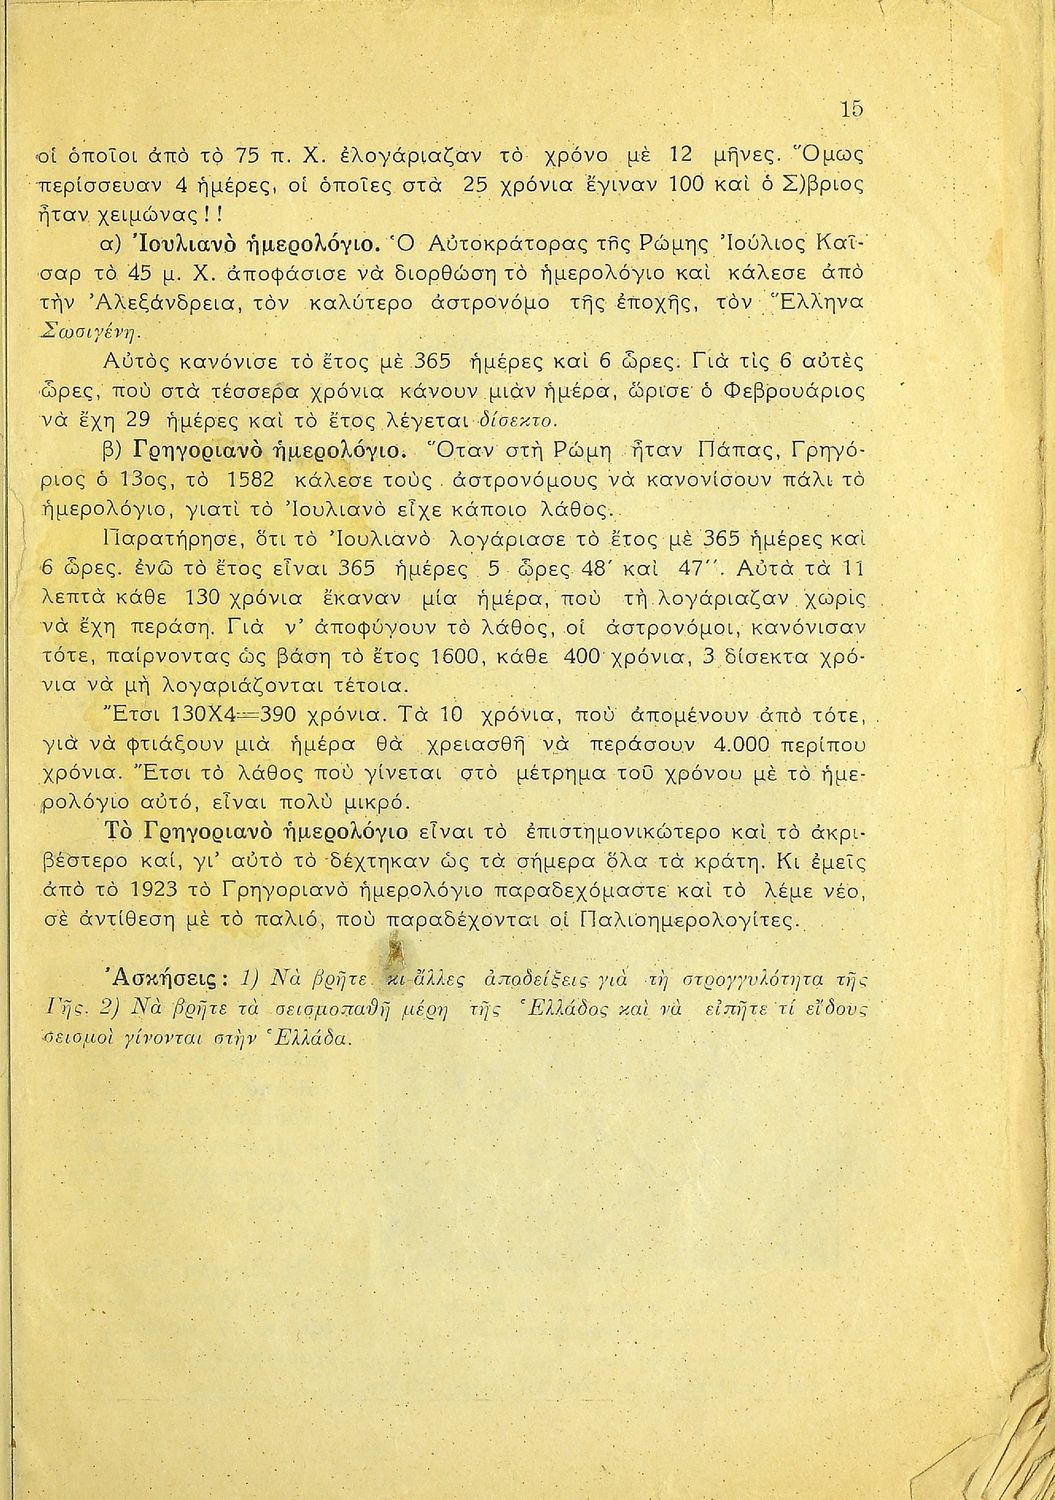 15
οἱ ὁποῖοι ἀπὸ τὸ 75 π. Χ. ἐλογάριαζαν τὸ χρόνο μὲ 12 μῆνες. Ὅμως
περίσσευαν 4 ἡμέρες, οἱ ὁποῖες στὰ 25 χρόνια ἔγιναν 100 καὶ ὁ Σ)βριος
ἦταν χειμώνας ! !
α) Ἰουλιανὸ ἡμερολόγιο. Ὁ Αὐτοκράτορας τῆς Ρώμης Ἰούλιος Καῖ-
σαρ τὸ 45 μ. Χ. ἀποφάσισε νὰ διορθώση τὸ ἡμερολόγιο καὶ κάλεσε ἀπὸ
τὴν Ἀλεξάνδρεια, τὸν καλύτερο ἀστρονόμο τῆς ἐποχῆς, τὸν Ἕλληνα
Σωσιγένη.
Αὐτὸς κανόνισε τὸ ἔτος μὲ 365 ἡμέρες καὶ 6 ὧρες. Γιὰ τὶς 6 αὐτὲς
ὧρες, ποὺ στὰ τέσσερα χρόνια κάνουν μιὰν ἡμέρα, ὥρισε ὁ Φεβρουάριος
νὰ ἔχη 29 ἡμέρες καὶ τὸ ἔτος λέγεται δίσεκτο.
β) Γρηγοριανὸ ἡμερολόγιο. Ὅταν στὴ Ρώμη ἦταν Πάπας, Γρηγό-
ριος ὁ 13ος, τὸ 1582 κάλεσε τοὺς ἀστρονόμους νὰ κανονίσουν πάλι τὸ
ἡμερολόγιο, γιατὶ τὸ Ἰουλιανὸ εἶχε κάποιο λάθος.
Παρατήρησε, ὅτι τὸ Ἰουλιανὸ λογάριασε τὸ ἔτος μὲ 365 ἡμέρες καὶ
6 ὧρες. ἐνῶ τὸ ἔτος εἶναι 365 ἡμέρες 5 ὧρες 48′ καὶ 47′′. Αὐτὰ τὰ 11
λεπτὰ κάθε 130 χρόνια ἔκαναν μία ἡμέρα, ποὺ τὴ λογάριαζαν χωρὶς
νὰ ἔχη περάση. Γιὰ ν' ἀποφύγουν τὸ λάθος, οἱ ἀστρονόμοι, κανόνισαν
τότε, παίρνοντας ὡς βάση τὸ ἔτος 1600, κάθε 400 χρόνια, 3 δίσεκτα χρό-
νια νὰ μὴ λογαριάζονται τέτοια.
Ἔτσι 130Χ4=390 χρόνια. Τὰ 10 χρόνια, ποὺ ἀπομένουν ἀπὸ τότε,
γιὰ νὰ φτιάξουν μιὰ ἡμέρα θὰ χρειασθῆ νὰ περάσουν 4.000 περίπου
χρόνια. Ἔτσι τὸ λάθος ποὺ γίνεται στὸ μέτρημα τοῦ χρόνου μὲ τὸ ἡμε-
ρολόγιο αὐτό, εἶναι πολὺ μικρό.
Τὸ Γρηγοριανὸ ἡμερολόγιο εἶναι τὸ ἐπιστημονικώτερο καὶ τὸ ἀκρι-
βέστερο καί, γι' αὐτὸ τὸ δέχτηκαν ὡς τὰ σήμερα ὅλα τὰ κράτη. Κι ἐμεῖς
ἀπὸ τὸ 1923 τὸ Γρηγοριανὸ ἡμερολόγιο παραδεχόμαστε καὶ τὸ λέμε νέο,
σὲ ἀντίθεση μὲ τὸ παλιό, ποὺ παραδέχονται οἱ Παλιοημερολογίτες.
Ἀσκήσεις : 1) Νὰ βρῆτε κι ἄλλες ἀποδείξεις γιὰ τὴ στρογγυλότητα τῆς
Γῆς. 2) Νὰ βρῆτε τὰ σεισμοπαθῆ μέρη τῆς Ἑλλάδος καὶ νὰ εἰπῆτε τί εἴδους
σεισμοὶ γίνονται στὴν Ἑλλάδα.